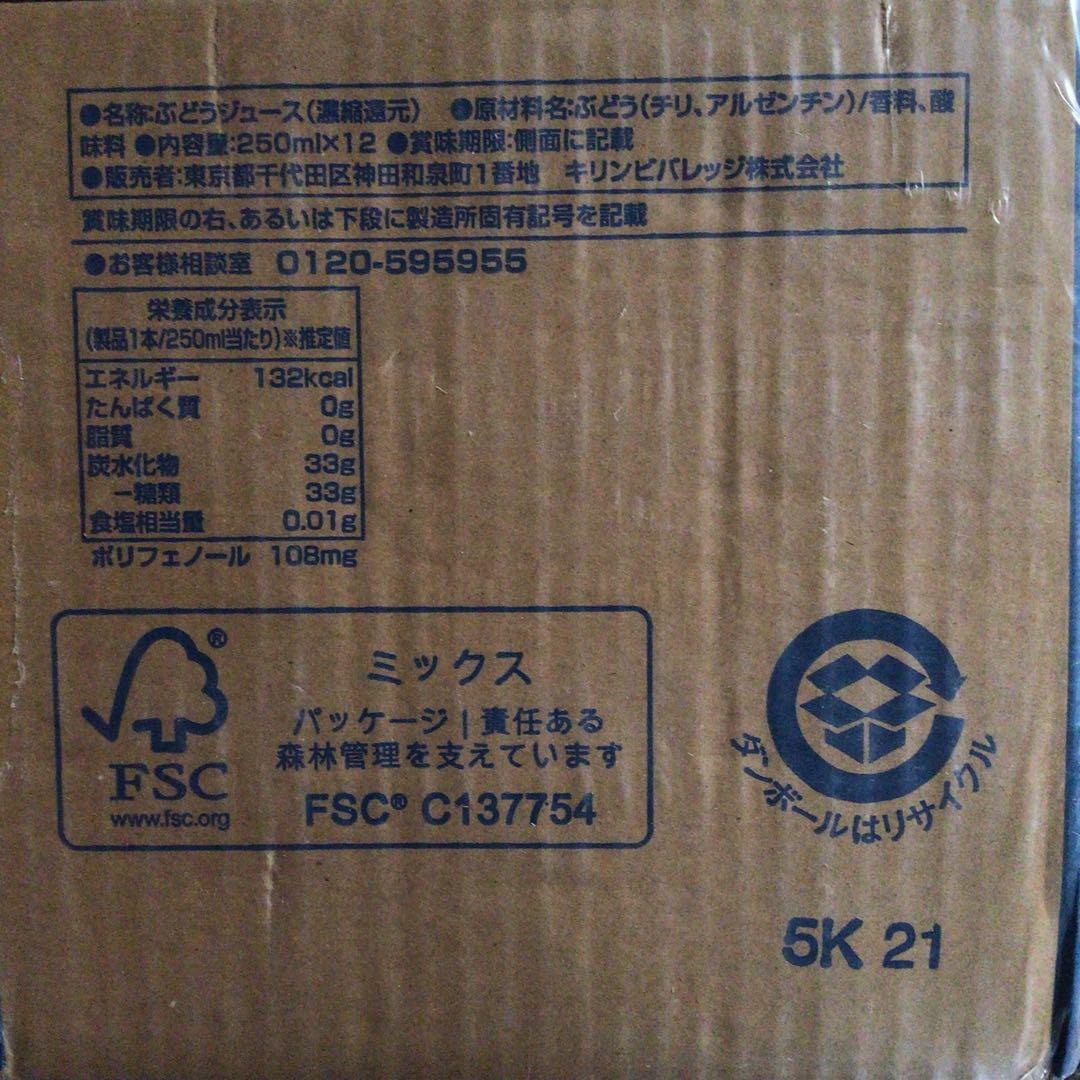 ●名称:ぶどうジュース(濃縮還元) ●原材料名:ぶどう(チリ、アルゼンチン)/香料、酸
味料 ●内容量:250ml×12 ●賞味期限:側面に記載
●販売者:東京都千代田区神田和泉町1番地 キリンビバレッジ株式会社
賞味期限の右、あるいは下段に製造所固有記号を記載
●お客様相談室 0120-595955
栄養成分表示
(製品1本/250ml当たり)※推定値
エネルギー 132kcal
たんぱく質 0g
脂質 0g
炭水化物 33g
ー糖類 33g
食塩相当量 0.01g
ポリフェノール 108mg
®
FSC
www.fsc.org
ミックス
パッケージ|責任ある
森林管理を支えています
FSC® C137754
ダンボールはリサイクル
5K 21